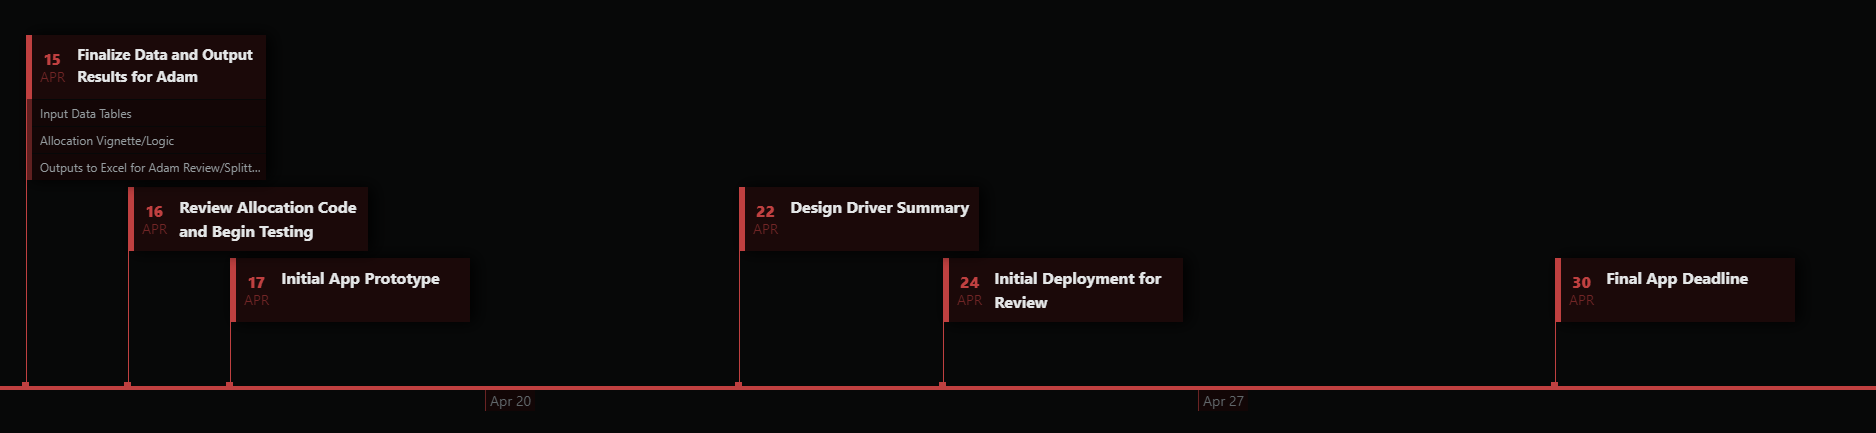 15
APR
Finalize Data and Output
Results for Adam
Input Data Tables
Allocation Vignette/Logic
Outputs to Excel for Adam Review/Splitt...
16
APR
Review Allocation Code
and Begin Testing
17
APR
Initial App Prototype
22
APR
Design Driver Summary
24
APR
Initial Deployment for
Review
30
APR
Final App Deadline
Apr 20
Apr 27